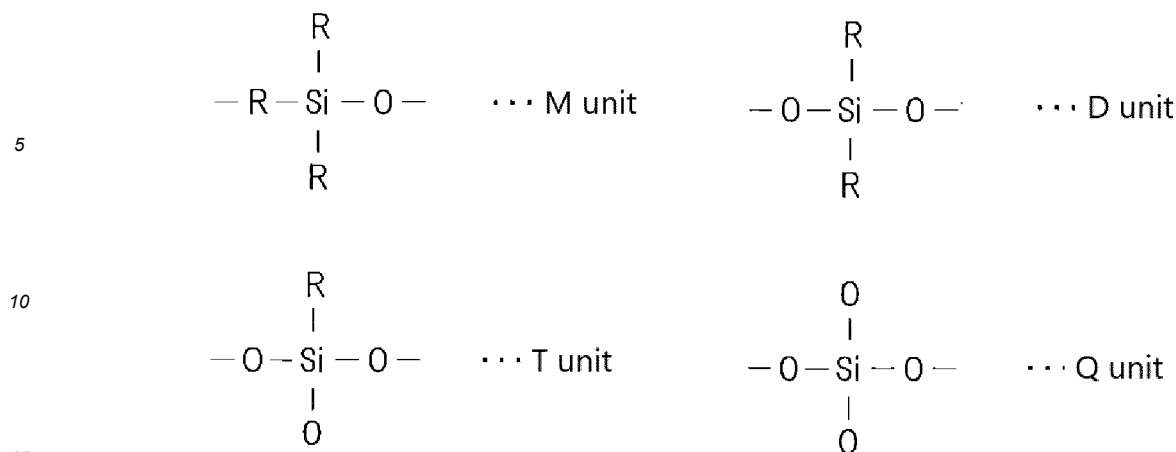 R R
— R — Si — O — ··· M unit — O — Si — O — ··· D unit
5
R R
10
R O
— O — Si — O — ··· T unit — O — Si — O — ··· Q unit
O O